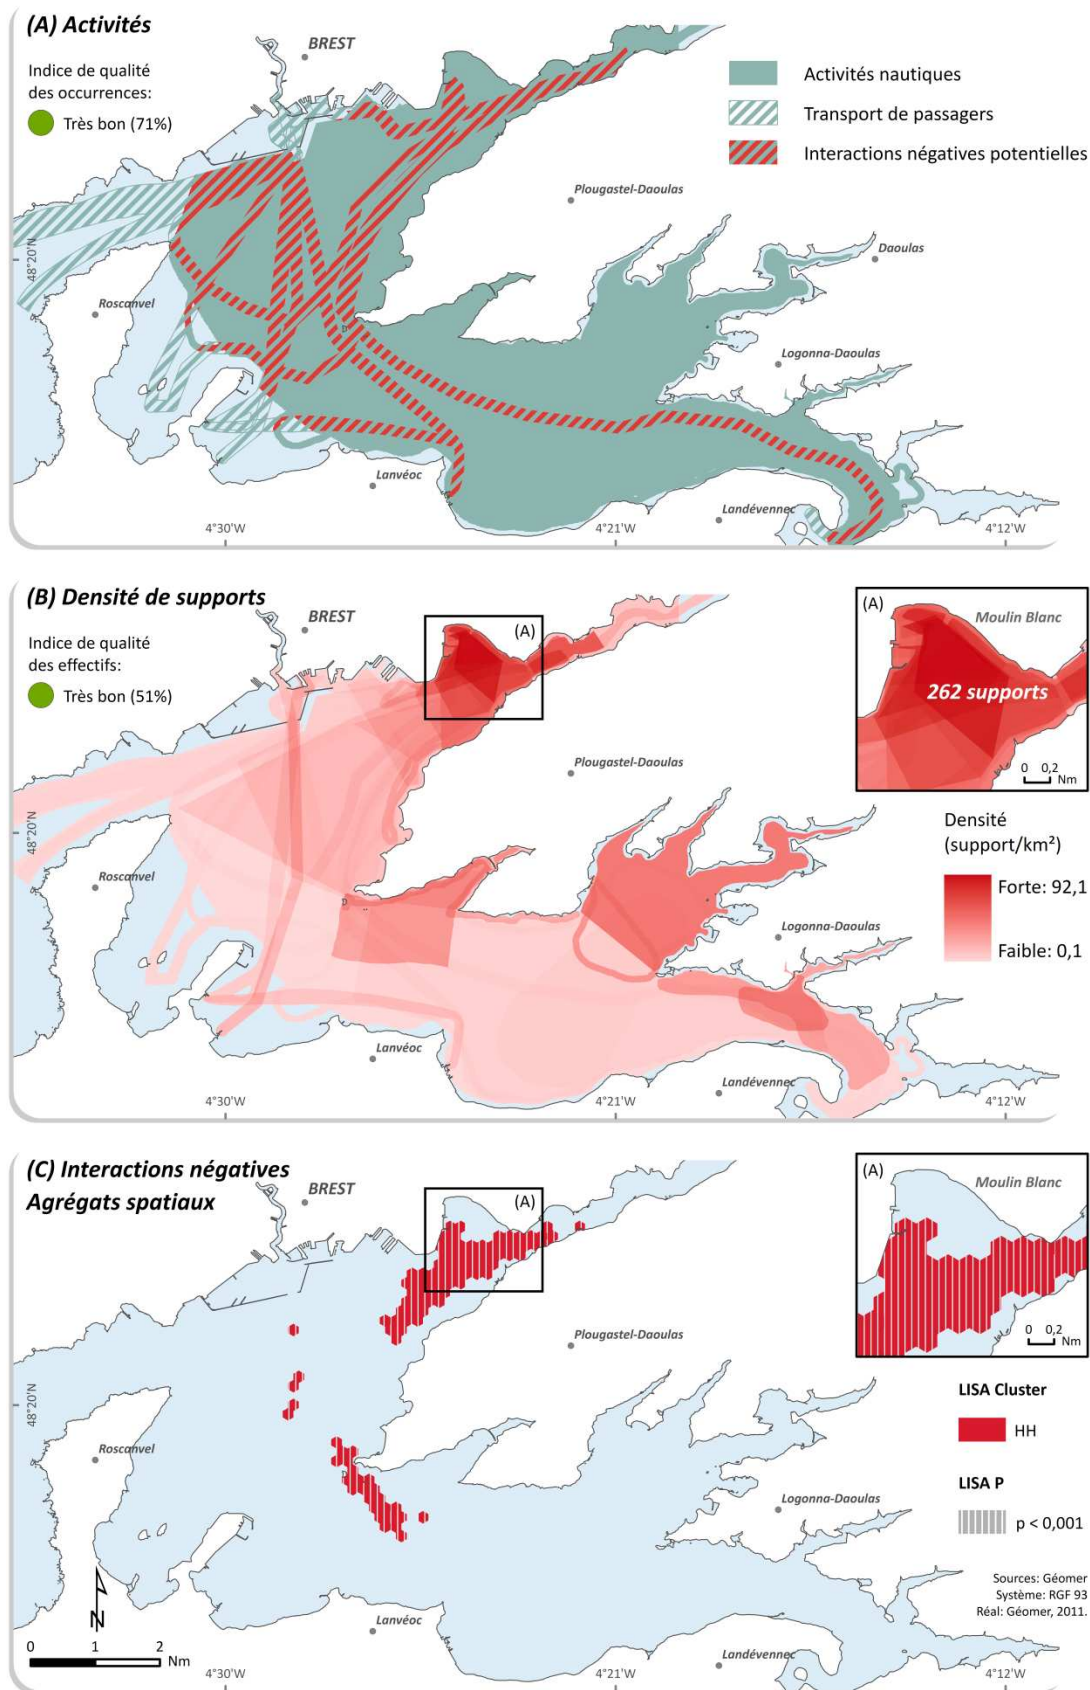 (A) Activités
BREST
Indice de qualité
des occurrences:
Très bon (71%)
Activités nautiques
Transport de passagers
Interactions négatives potentielles
Plougastel-Daoulas
48°20'N
Daoulas
Roscanvel
Logonna-Daoulas
Lanvéoc
Landévennec
4°30'W
4°21'W
4°12'W
(B) Densité de supports
BREST
Indice de qualité
des effectifs:
Très bon (51%)
(A)
(A)
Moulin Blanc
262 supports
0 0,2
Nm
Plougastel-Daoulas
48°20'N
Densité
(support/km²)
Forte: 92,1
Faible: 0,1
Roscanvel
Logonna-Daoulas
Lanvéoc
Landévennec
4°30'W
4°21'W
4°12'W
(C) Interactions négatives
Agrégats spatiaux
BREST
(A)
(A)
Moulin Blanc
0 0,2
Nm
Plougastel-Daoulas
48°20'N
LISA Cluster
HH
Roscanvel
LISA P
p < 0,001
Logonna-Daoulas
Sources: Géomer
Système: RGF 93
Réal: Géomer, 2011.
N
Lanvéoc
Landévennec
0 1 2
Nm
4°30'W
4°21'W
4°12'W